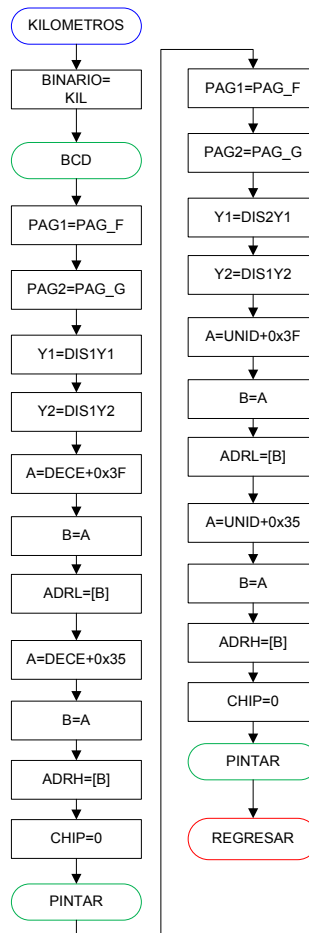 KILOMETROS
BINARIO=
KIL
BCD
PAG1=PAG_F
PAG2=PAG_G
Y1=DIS1Y1
Y2=DIS1Y2
A=DECE+0x3F
B=A
ADRL=[B]
A=DECE+0x35
B=A
ADRH=[B]
CHIP=0
PINTAR
PAG1=PAG_F
PAG2=PAG_G
Y1=DIS2Y1
Y2=DIS1Y2
A=UNID+0x3F
B=A
ADRL=[B]
A=UNID+0x35
B=A
ADRH=[B]
CHIP=0
PINTAR
REGRESAR